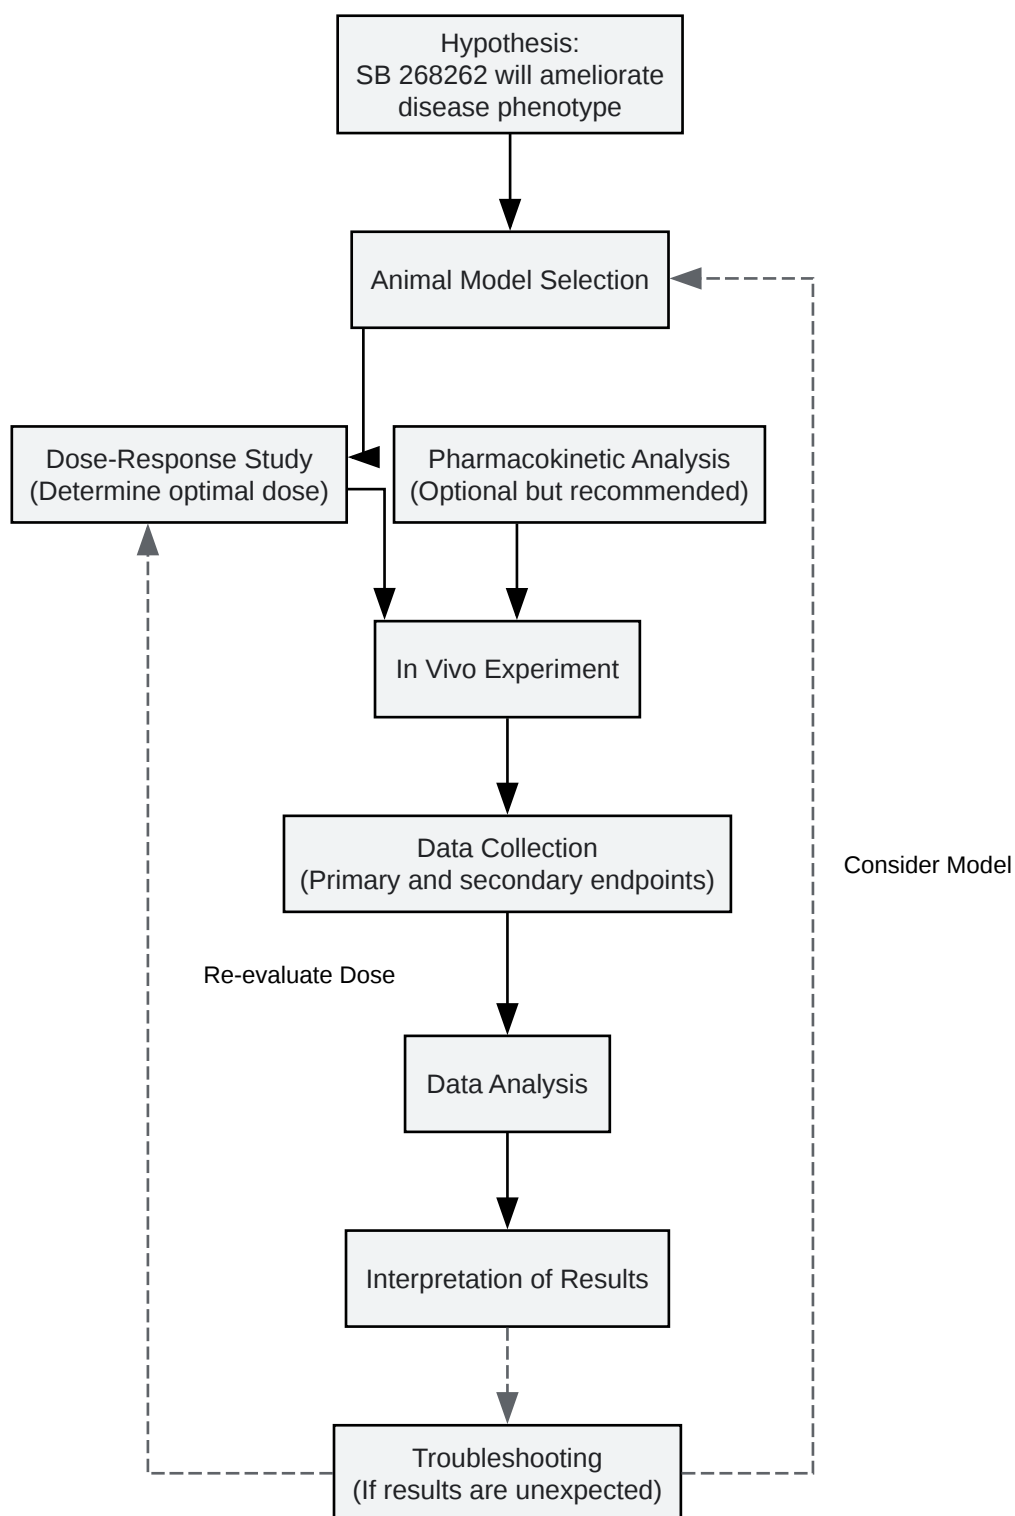 Hypothesis:
SB 268262 will ameliorate
disease phenotype
Animal Model Selection
Dose-Response Study
(Determine optimal dose)
Pharmacokinetic Analysis
(Optional but recommended)
In Vivo Experiment
Data Collection
(Primary and secondary endpoints)
Consider Model
Re-evaluate Dose
Data Analysis
Interpretation of Results
Troubleshooting
(If results are unexpected)